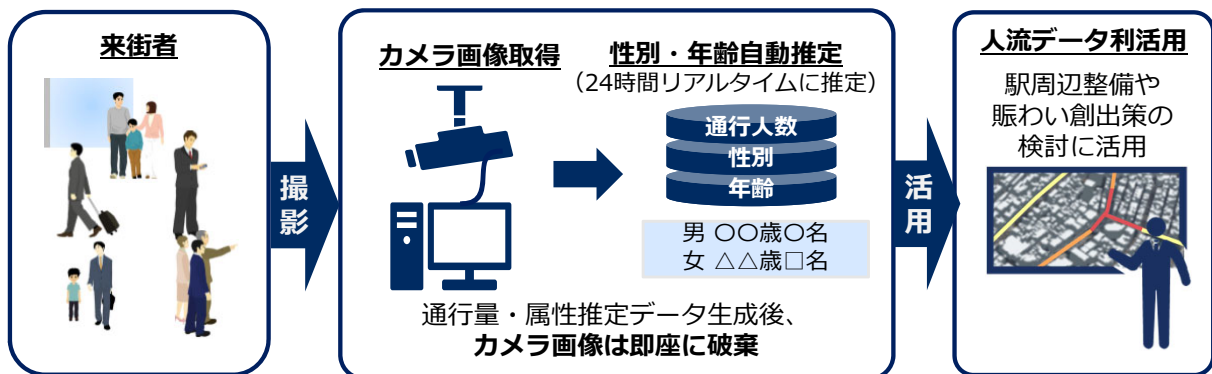 来街者
撮影
カメラ画像取得
性別・年齢自動推定
（24時間リアルタイムに推定）
通行人数
性別
年齢
男 〇〇歳〇名
女 △△歳□名
通行量・属性推定データ生成後、
カメラ画像は即座に破棄
活用
人流データ利活用
駅周辺整備や
賑わい創出策の
検討に活用